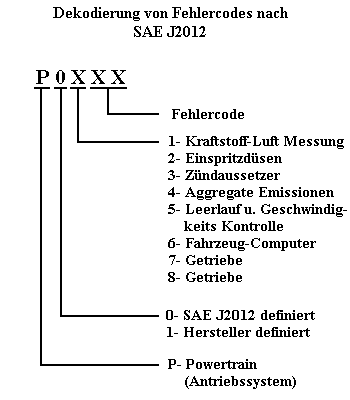 Dekodierung von Fehlercodes nach
SAE J2012
P 0 X X X
Fehlercode
1- Kraftstoff-Luft Messung
2- Einspritzdüsen
3- Zündaussetzer
4- Aggregate Emissionen
5- Leerlauf u. Geschwindig-
keits Kontrolle
6- Fahrzeug-Computer
7- Getriebe
8- Getriebe
0- SAE J2012 definiert
1- Hersteller definiert
P- Powertrain
(Antriebssystem)